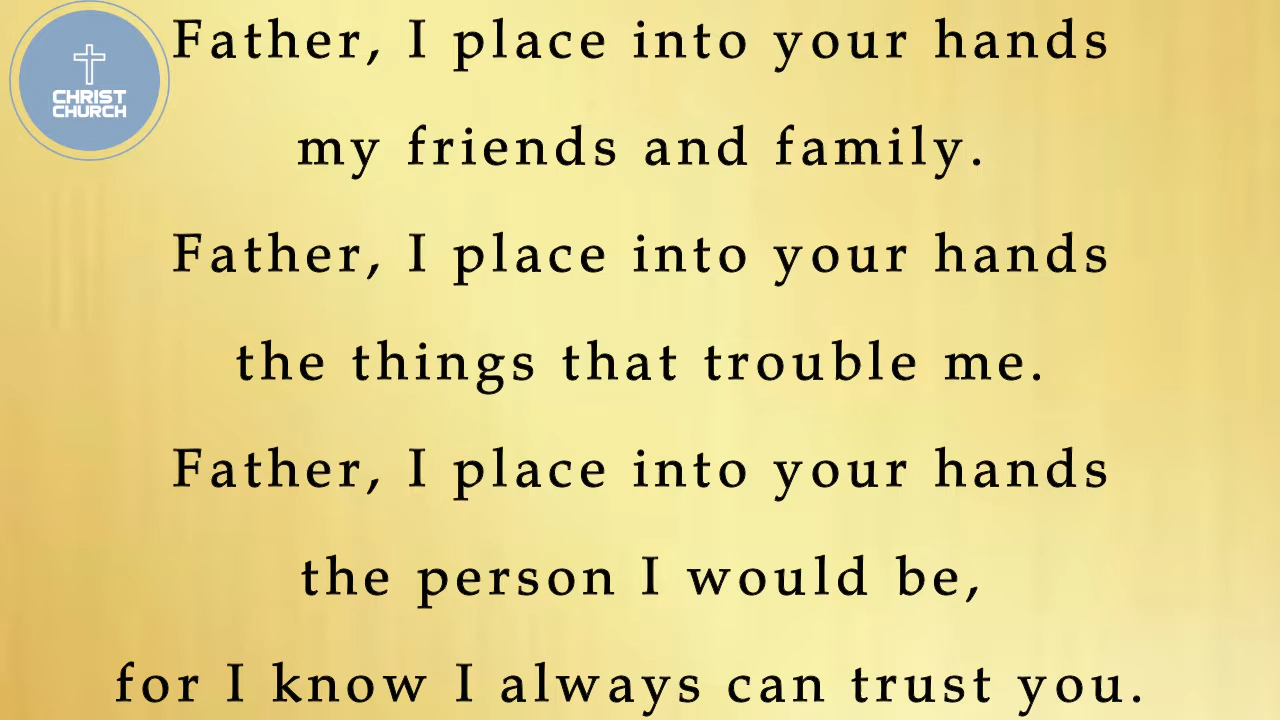 CHRIST
CHURCH
Father, I place into your hands
my friends and family.
Father, I place into your hands
the things that trouble me.
Father, I place into your hands
the person I would be,
for I know I always can trust you.